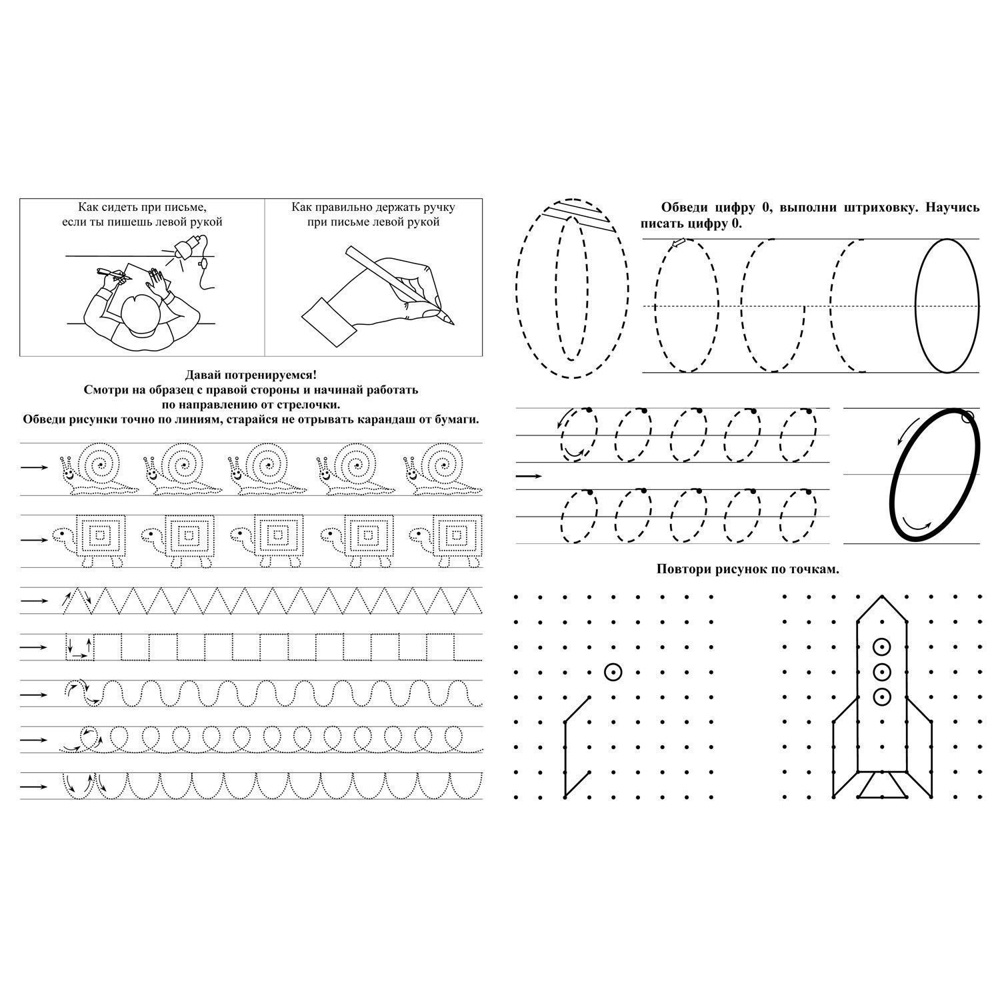 Как сидеть при письме,
если ты пишешь левой рукой
Как правильно держать ручку
при письме левой рукой
Давай потренируемся!
Смотри на образец с правой стороны и начинай работать
по направлению от стрелочки.
Обведи рисунки точно по линиям, старайся не отрывать карандаш от бумаги.
Обведи цифру 0, выполни штриховку. Научись
писать цифру 0.
Повтори рисунок по точкам.